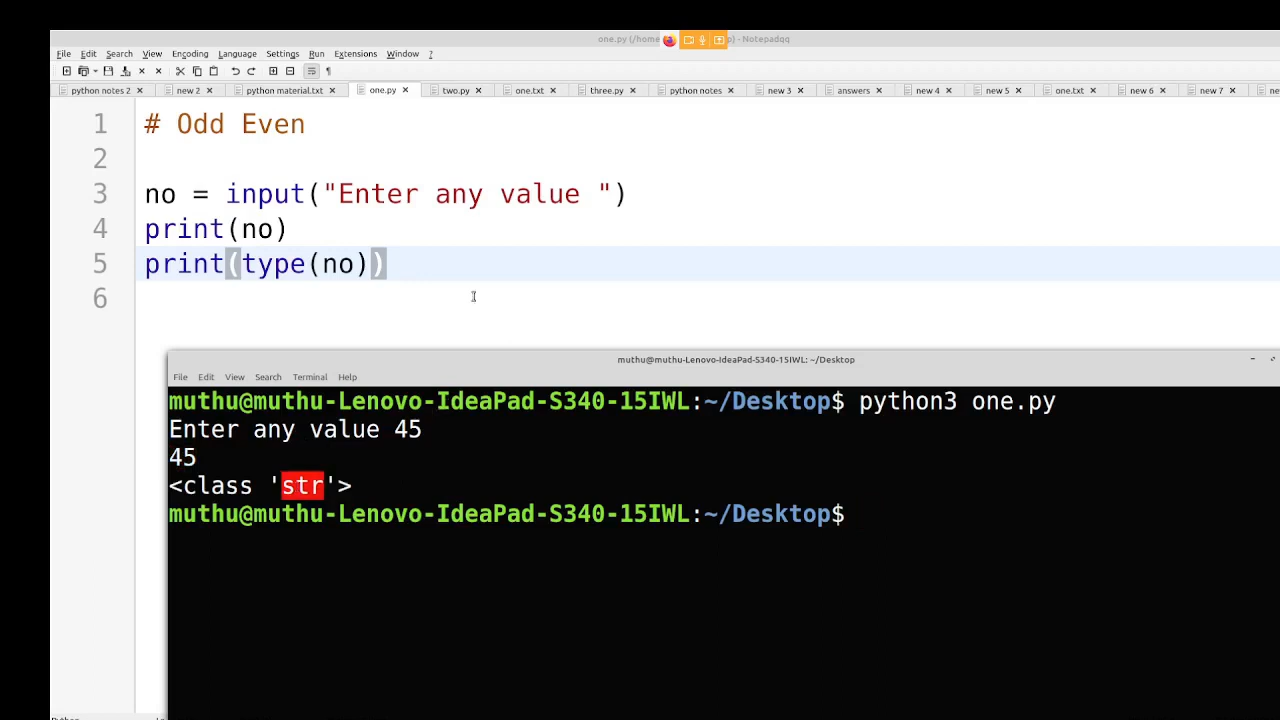 one.py (/home p) - Notepadqq
File Edit Search View Encoding Language Settings Run Extensions Window ?
python notes 2 new 2 python material.txt one.py two.py one.txt three.py python notes new 3 answers new 4 new 5 one.txt new 6 new 7
1 # Odd Even
2
3 no = input("Enter any value ")
4 print(no)
5 print(type(no))
6
muthu@muthu-Lenovo-IdeaPad-S340-15IWL: ~/Desktop
File Edit View Search Terminal Help
muthu@muthu-Lenovo-IdeaPad-S340-15IWL:~/Desktop$ python3 one.py
Enter any value 45
45
<class 'str'>
muthu@muthu-Lenovo-IdeaPad-S340-15IWL:~/Desktop$